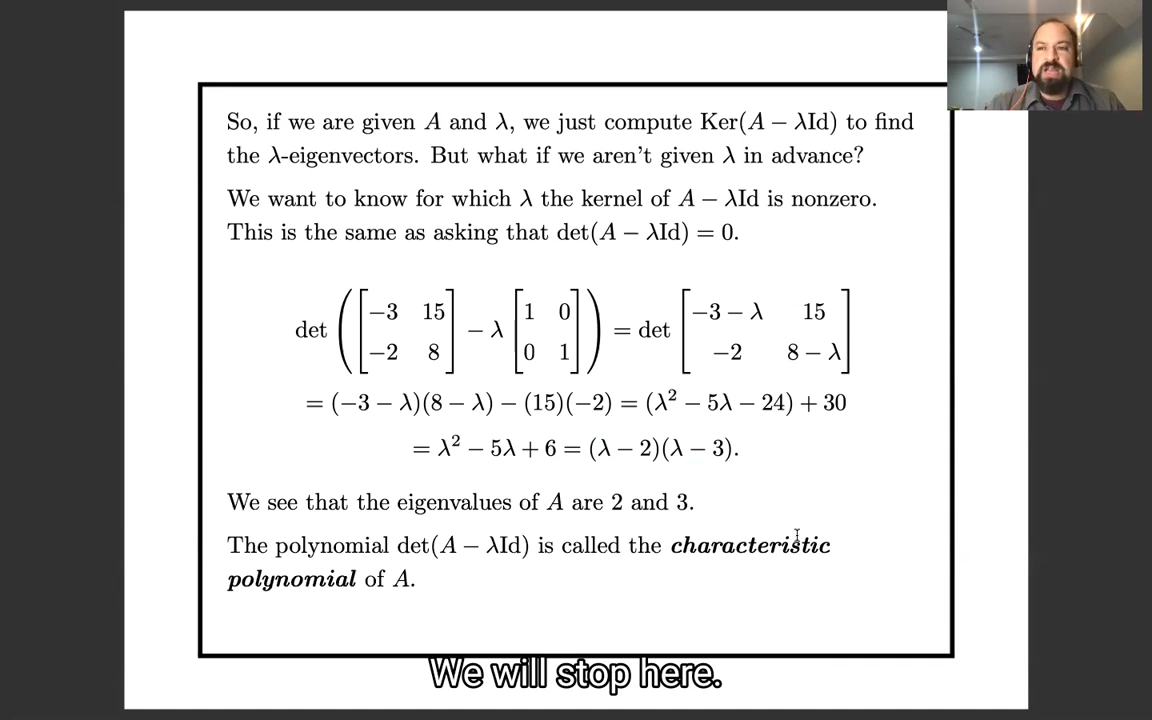 So, if we are given A and λ, we just compute Ker(A − λId) to find
the λ-eigenvectors. But what if we aren't given λ in advance?
We want to know for which λ the kernel of A − λId is nonzero.
This is the same as asking that det(A − λId) = 0.
det ([−3 15; −2 8] − λ [1 0; 0 1]) = det [−3 − λ 15; −2 8 − λ]
= (−3 − λ)(8 − λ) − (15)(−2) = (λ² − 5λ − 24) + 30
= λ² − 5λ + 6 = (λ − 2)(λ − 3).
We see that the eigenvalues of A are 2 and 3.
The polynomial det(A − λId) is called the characteristic
polynomial of A.
We will stop here.